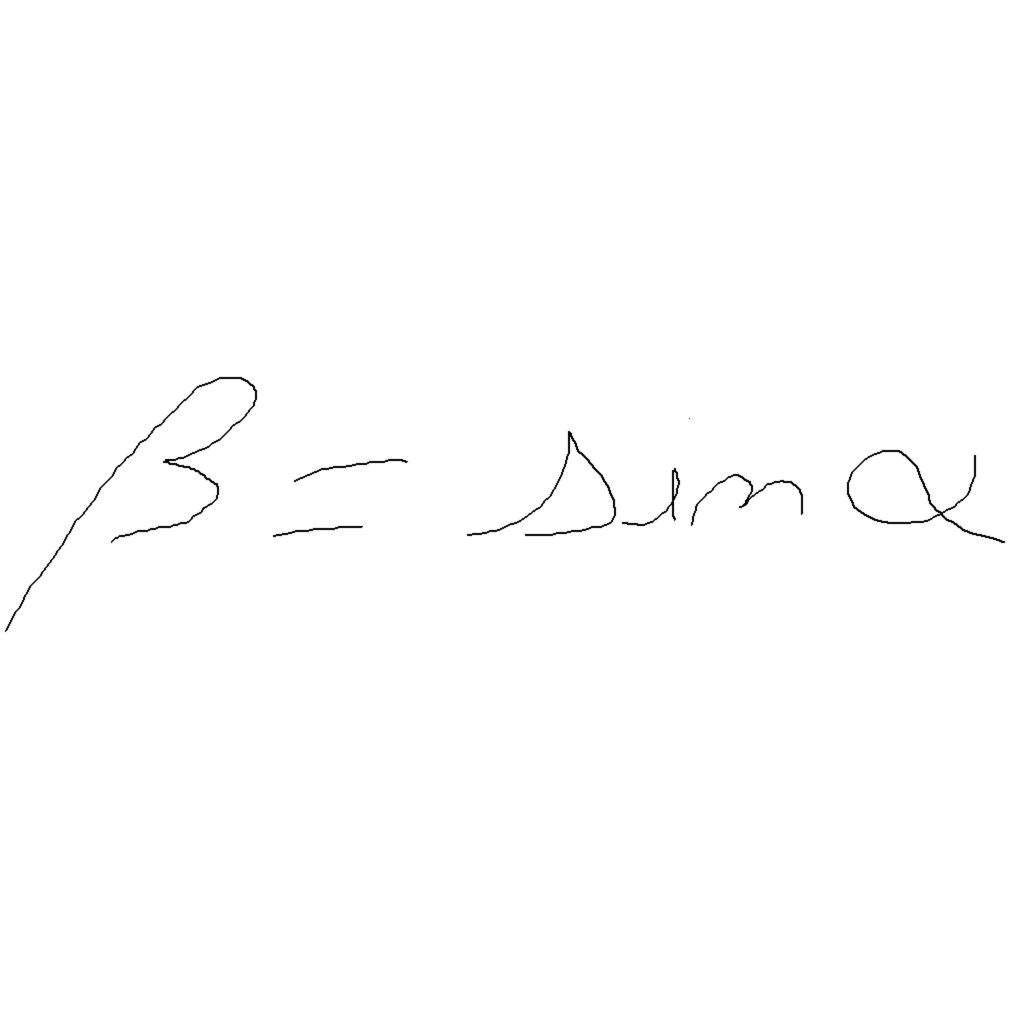 β = sin α